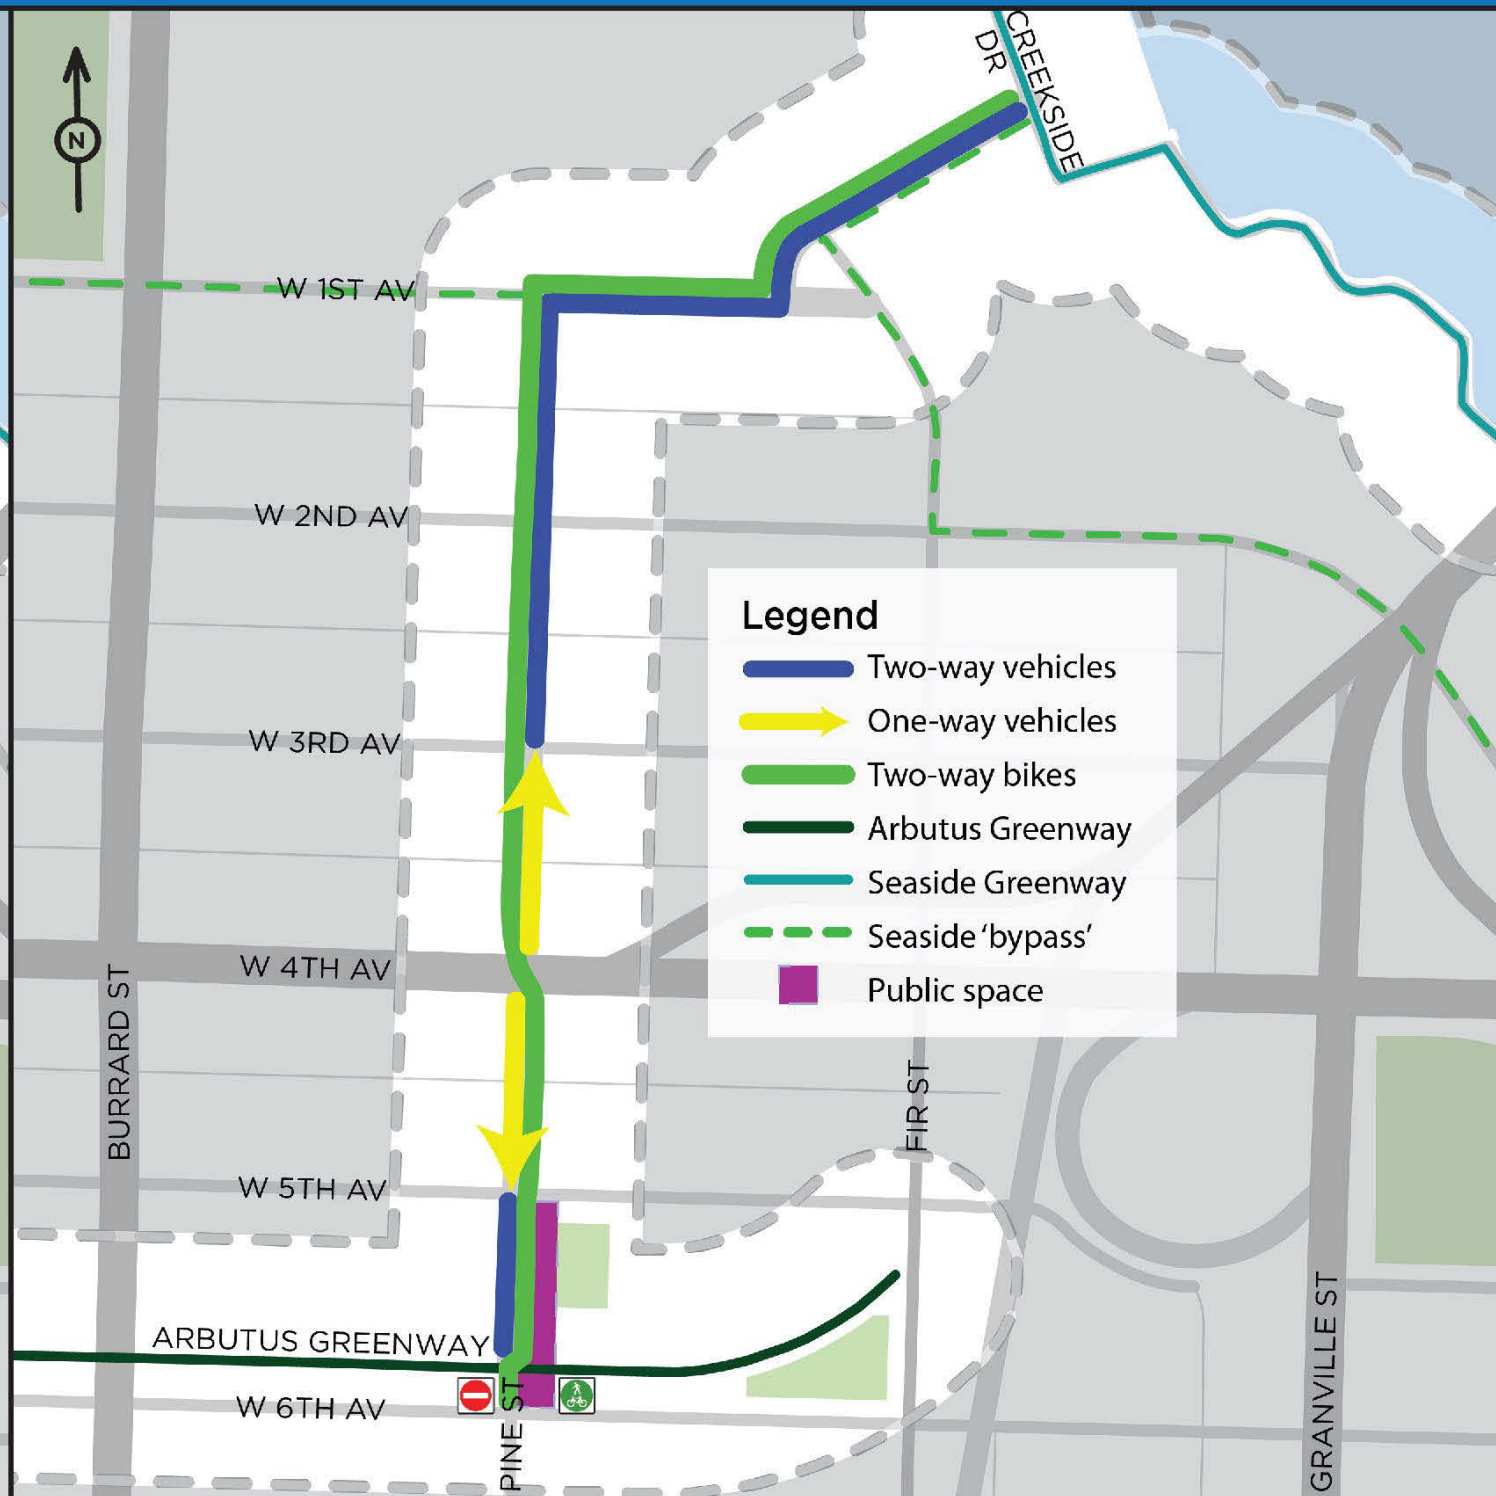 CREEKSIDE
DR
N
W 1ST AV
W 2ND AV
Legend
Two-way vehicles
One-way vehicles
Two-way bikes
Arbutus Greenway
Seaside Greenway
Seaside ‘bypass’
Public space
W 3RD AV
W 4TH AV
BURRARD ST
FIR ST
W 5TH AV
ARBUTUS GREENWAY
W 6TH AV
PINE ST
GRANVILLE ST